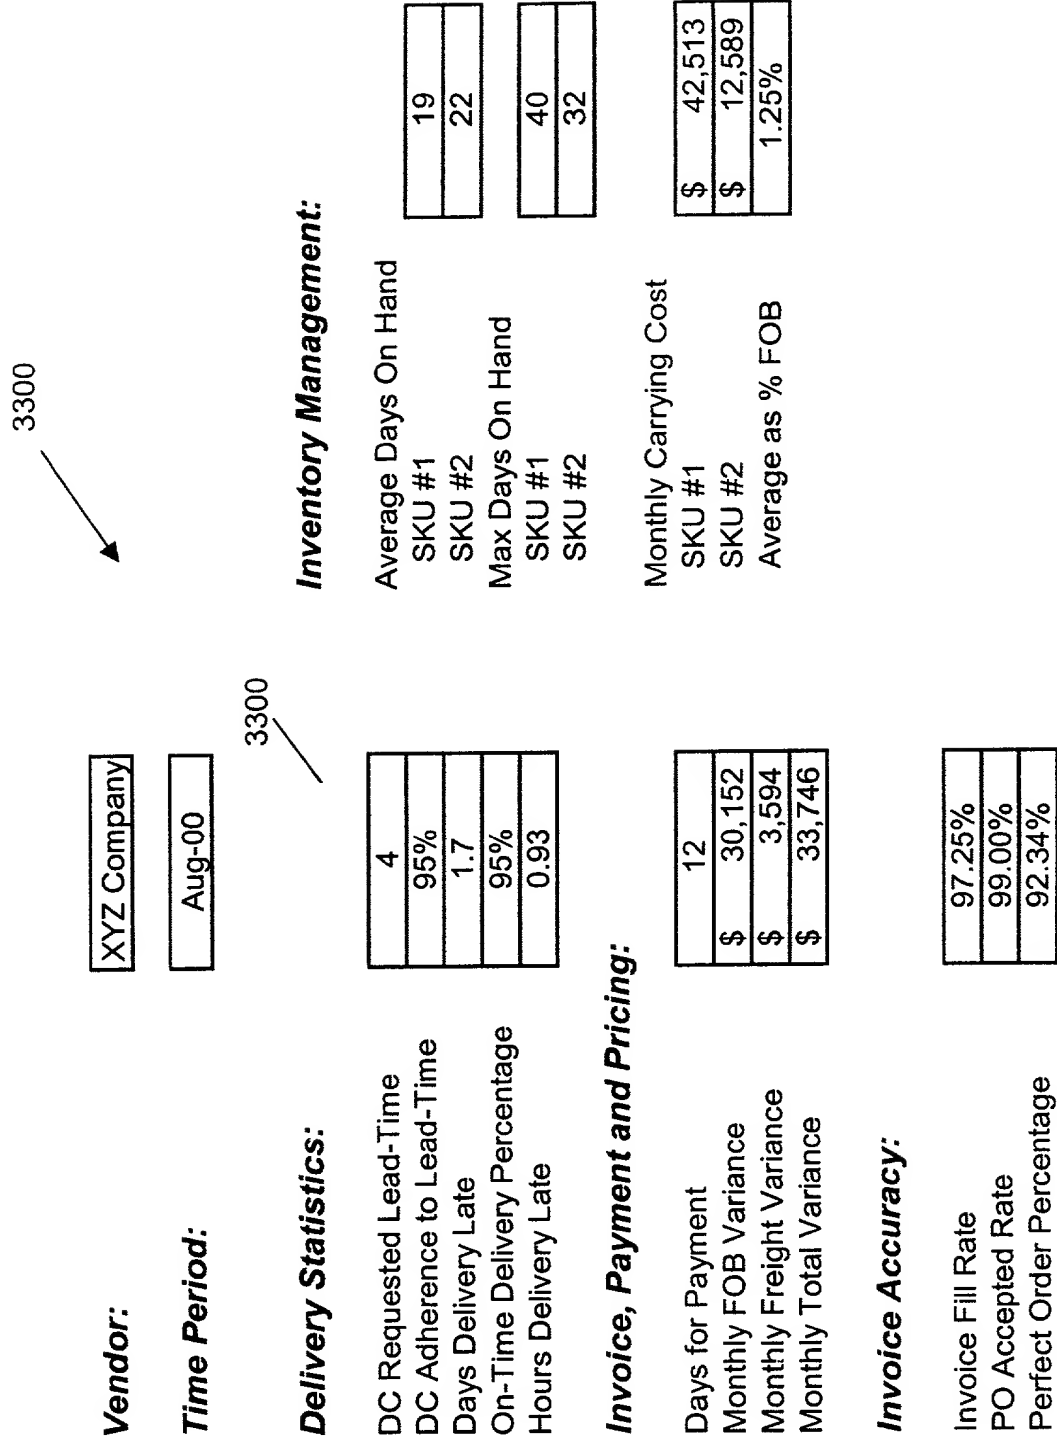 3300
Vendor: XYZ Company
Time Period: Aug-00
3300
Delivery Statistics:
DC Requested Lead-Time 4
DC Adherence to Lead-Time 95%
Days Delivery Late 1.7
On-Time Delivery Percentage 95%
Hours Delivery Late 0.93
Invoice, Payment and Pricing:
Days for Payment 12
Monthly FOB Variance $ 30,152
Monthly Freight Variance $ 3,594
Monthly Total Variance $ 33,746
Invoice Accuracy:
Invoice Fill Rate 97.25%
PO Accepted Rate 99.00%
Perfect Order Percentage 92.34%
Inventory Management:
Average Days On Hand
SKU #1 19
SKU #2 22
Max Days On Hand
SKU #1 40
SKU #2 32
Monthly Carrying Cost
SKU #1 $ 42,513
SKU #2 $ 12,589
Average as % FOB 1.25%